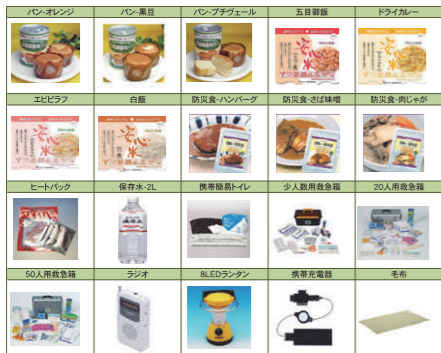 パン-オレンジ パン-黒豆 パン-プチヴェール 五目御飯 ドライカレー
エビピラフ 白飯 防災食-ハンバーグ 防災食-さば味噌 防災食-肉じゃが
ヒートパック 保存水-2L 携帯簡易トイレ 少人数用救急箱 20人用救急箱
50人用救急箱 ラジオ 8LEDランタン 携帯充電器 毛布